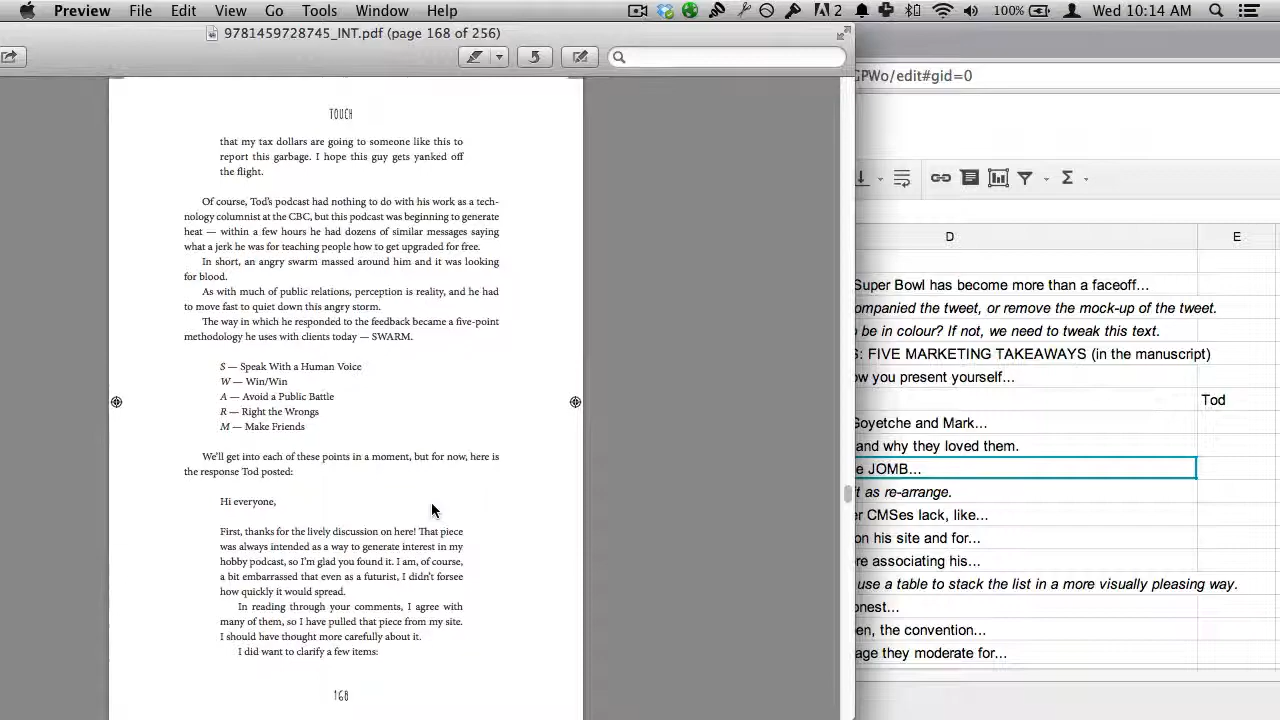 Preview File Edit View Go Tools Window Help 2 100% Wed 10:14 AM
9781459728745_INT.pdf (page 168 of 256)
GPWo/edit#gid=0
TOUCH
that my tax dollars are going to someone like this to
report this garbage. I hope this guy gets yanked off
the flight.
Of course, Tod's podcast had nothing to do with his work as a tech-
nology columnist at the CBC, but this podcast was beginning to generate
heat — within a few hours he had dozens of similar messages saying
what a jerk he was for teaching people how to get upgraded for free.
In short, an angry swarm massed around him and it was looking
for blood.
As with much of public relations, perception is reality, and he had
to move fast to quiet down this angry storm.
The way in which he responded to the feedback became a five-point
methodology he uses with clients today — SWARM.
S — Speak With a Human Voice
W — Win/Win
A — Avoid a Public Battle
R — Right the Wrongs
M — Make Friends
We'll get into each of these points in a moment, but for now, here is
the response Tod posted:
Hi everyone,
First, thanks for the lively discussion on here! That piece
was always intended as a way to generate interest in my
hobby podcast, so I'm glad you found it. I am, of course,
a bit embarrassed that even as a futurist, I didn't forsee
how quickly it would spread.
In reading through your comments, I agree with
many of them, so I have pulled that piece from my site.
I should have thought more carefully about it.
I did want to clarify a few items:
168
D E
Super Bowl has become more than a faceoff...
ompanied the tweet, or remove the mock-up of the tweet.
be in colour? If not, we need to tweak this text.
S: FIVE MARKETING TAKEAWAYS (in the manuscript)
ow you present yourself...
Tod
Goyetche and Mark...
and why they loved them.
e JOMB...
t as re-arrange.
er CMSes lack, like...
on his site and for...
re associating his...
use a table to stack the list in a more visually pleasing way.
onest...
en, the convention...
age they moderate for...